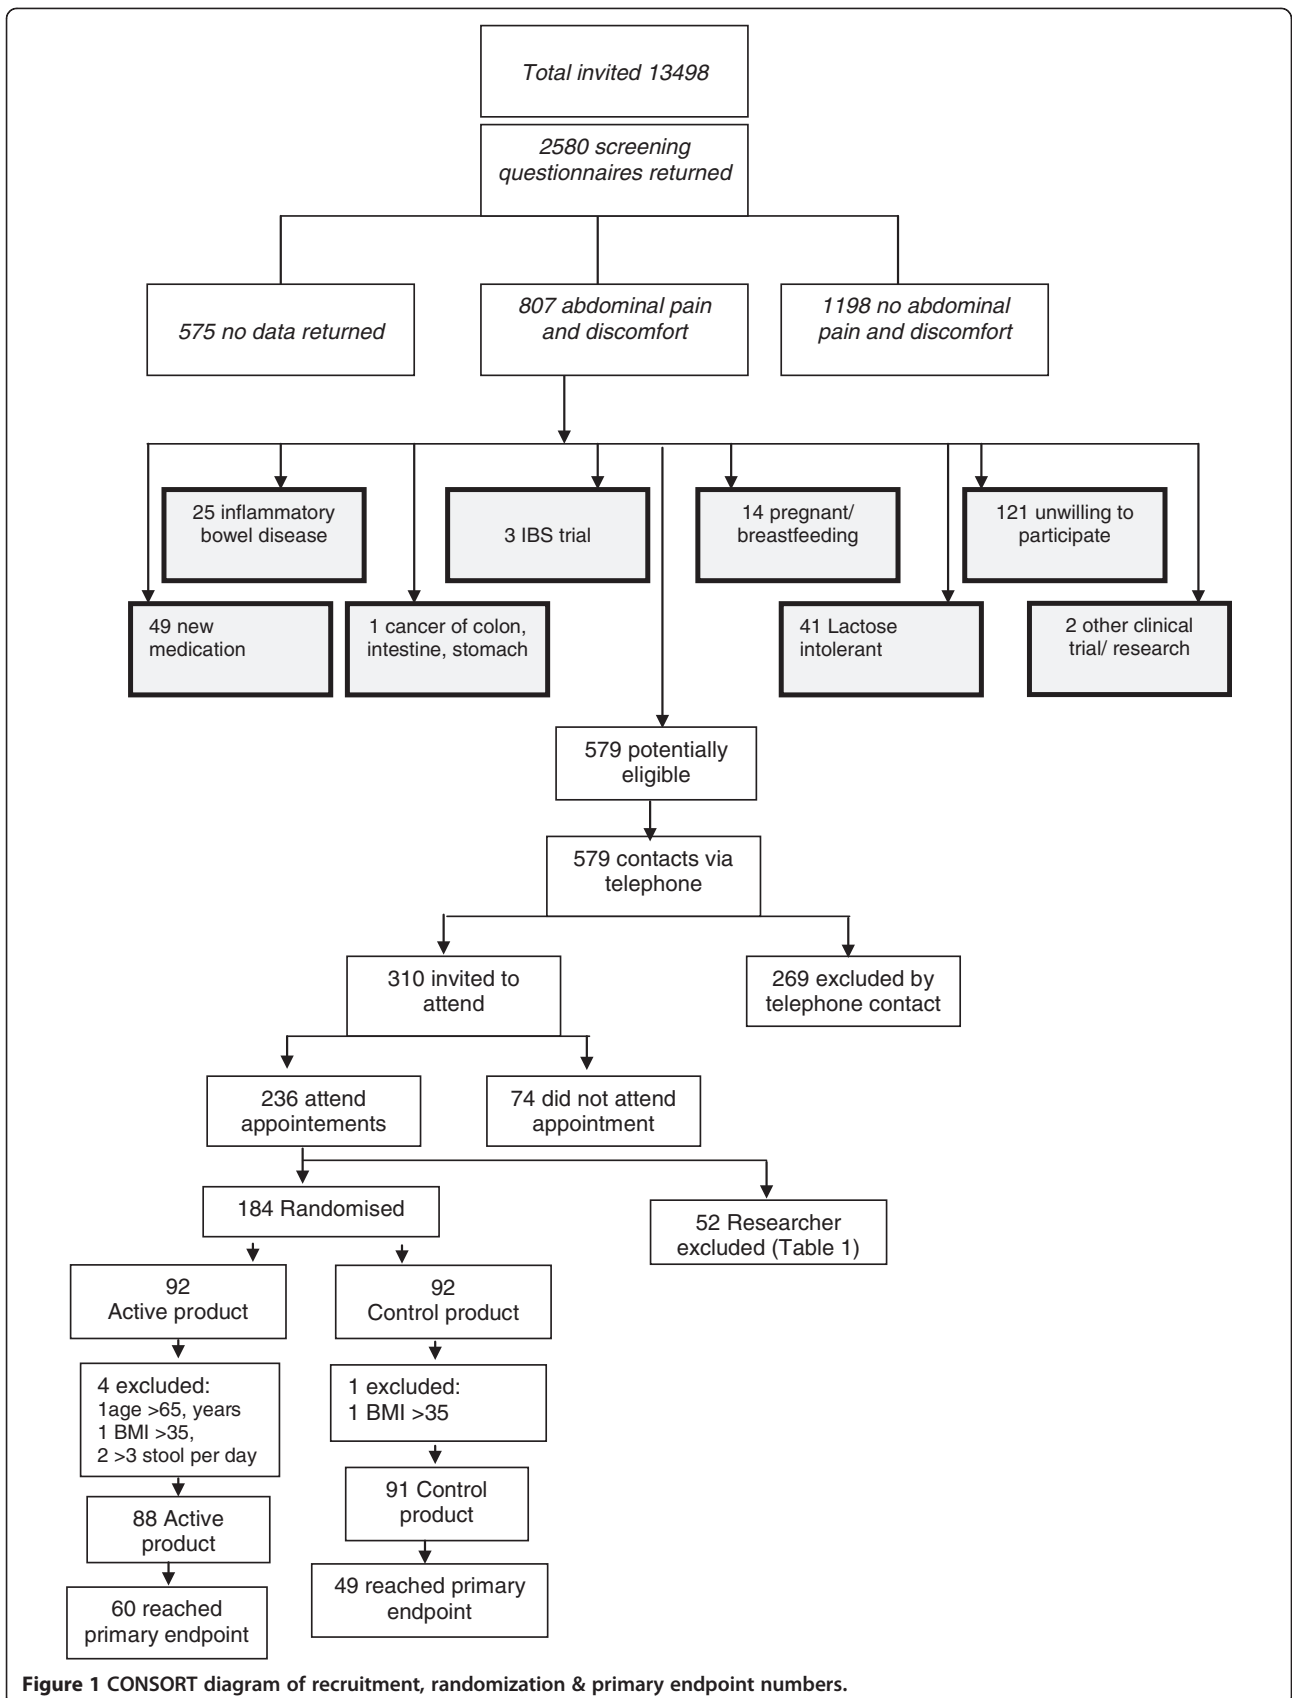 Total invited 13498
2580 screening
questionnaires returned
575 no data returned
807 abdominal pain
and discomfort
1198 no abdominal
pain and discomfort
25 inflammatory
bowel disease
3 IBS trial
14 pregnant/
breastfeeding
121 unwilling to
participate
49 new
medication
1 cancer of colon,
intestine, stomach
41 Lactose
intolerant
2 other clinical
trial/ research
579 potentially
eligible
579 contacts via
telephone
310 invited to
attend
269 excluded by
telephone contact
236 attend
appointements
74 did not attend
appointment
184 Randomised
52 Researcher
excluded (Table 1)
92
Active product
92
Control product
4 excluded:
1age >65, years
1 BMI >35,
2 >3 stool per day
1 excluded:
1 BMI >35
88 Active
product
91 Control
product
60 reached
primary endpoint
49 reached primary
endpoint
Figure 1 CONSORT diagram of recruitment, randomization & primary endpoint numbers.